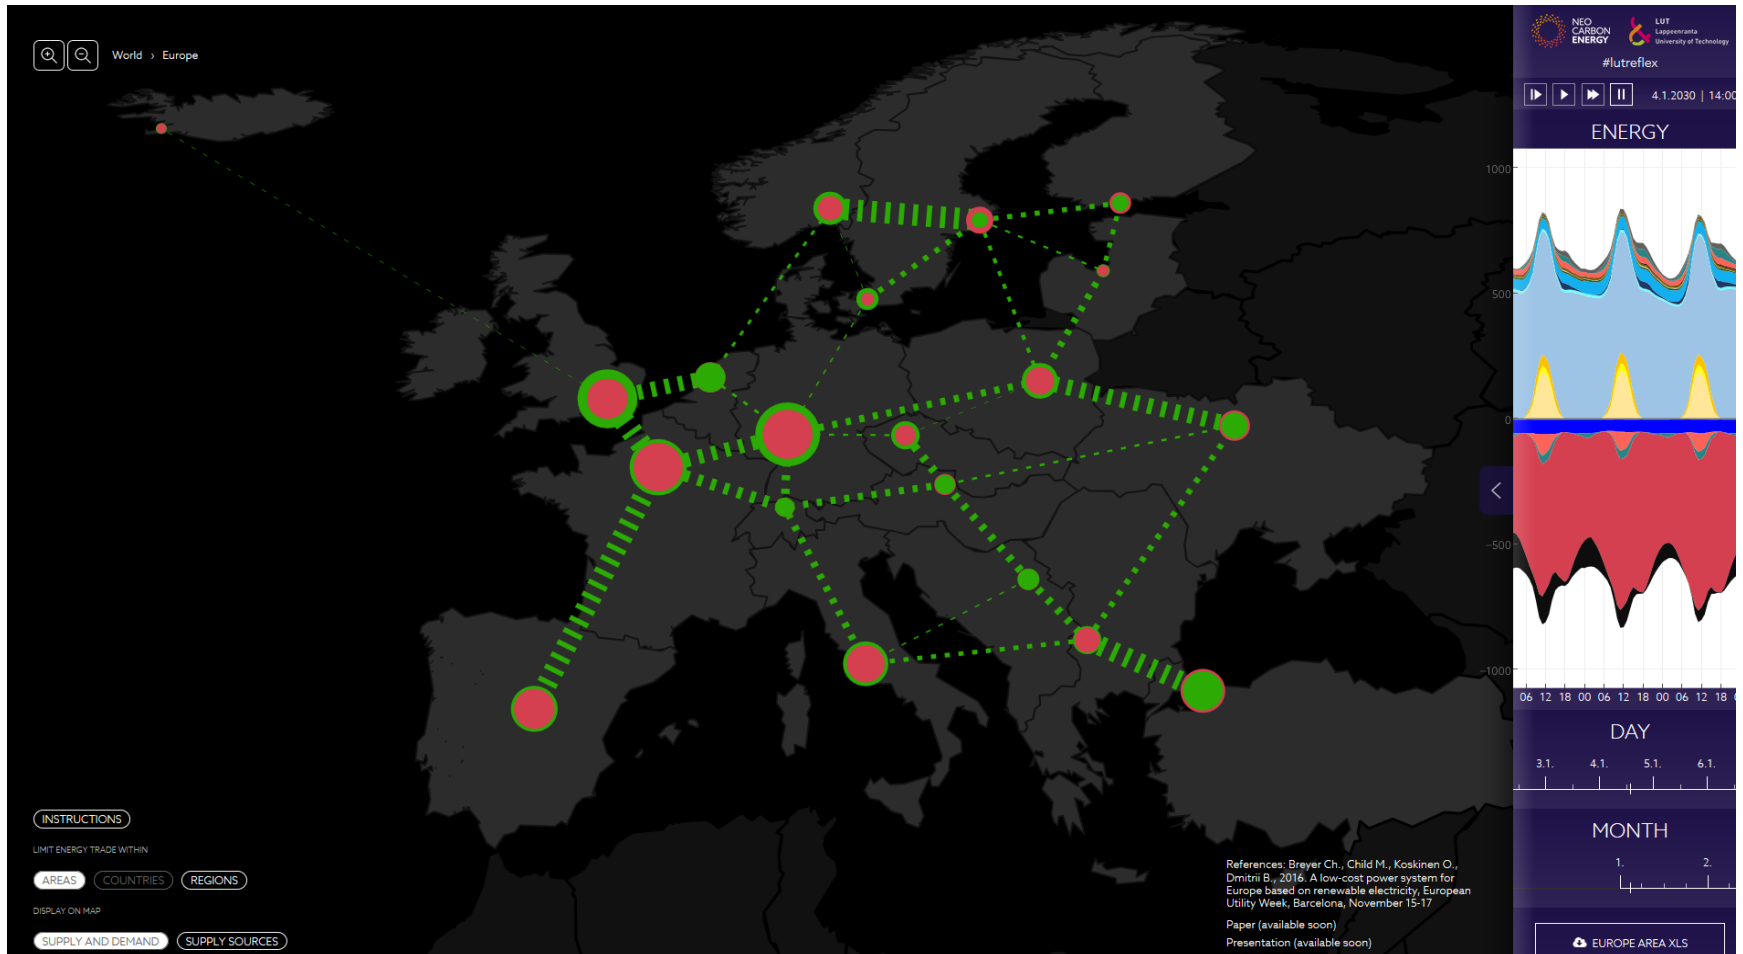 World › Europe
NEO
CARBON
ENERGY
LUT
Lappeenranta
University of Technology
#lutreflex
4.1.2030 | 14:00
ENERGY
1000
500
0
−500
−1000
06 12 18 00 06 12 18 00 06 12 18
DAY
3.1. 4.1. 5.1. 6.1.
MONTH
1. 2.
EUROPE AREA XLS
INSTRUCTIONS
LIMIT ENERGY TRADE WITHIN
AREAS COUNTRIES REGIONS
DISPLAY ON MAP
SUPPLY AND DEMAND SUPPLY SOURCES
References: Breyer Ch., Child M., Koskinen O.,
Dmitrii B., 2016. A low-cost power system for
Europe based on renewable electricity, European
Utility Week, Barcelona, November 15-17
Paper (available soon)
Presentation (available soon)